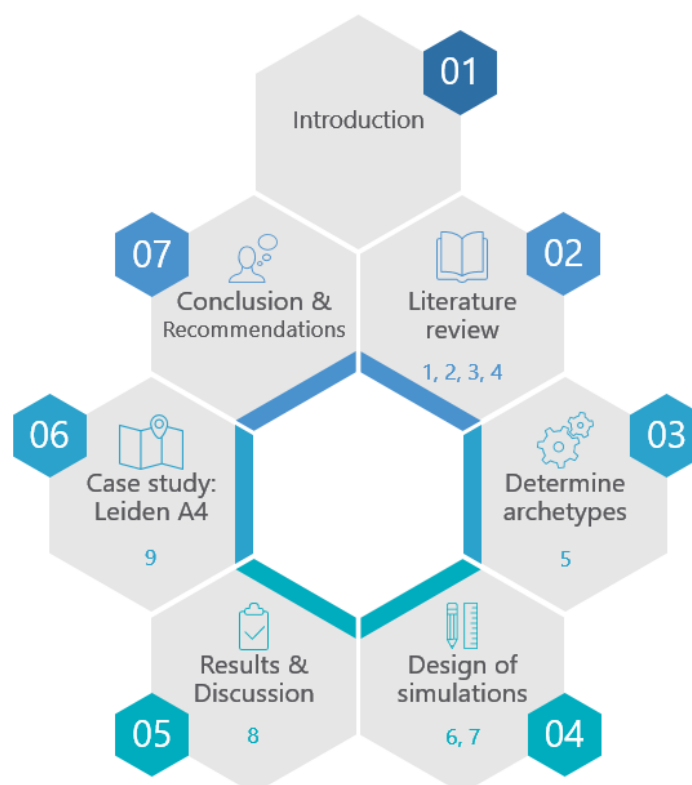 01
Introduction
02
Literature
review
1, 2, 3, 4
03
Determine
archetypes
5
04
Design of
simulations
6, 7
05
Results &
Discussion
8
06
Case study:
Leiden A4
9
07
Conclusion &
Recommendations